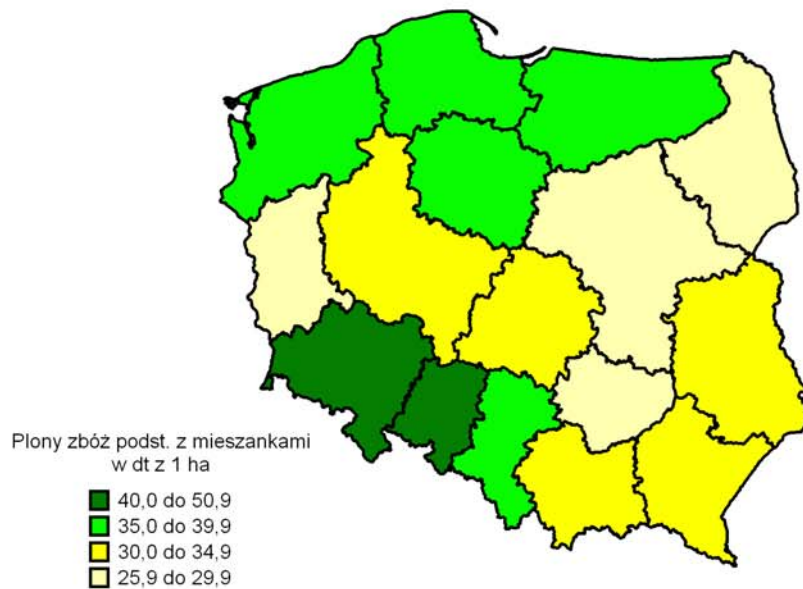 Plony zbóż podst. z mieszankami
w dt z 1 ha
40,0 do 50,9
35,0 do 39,9
30,0 do 34,9
25,9 do 29,9